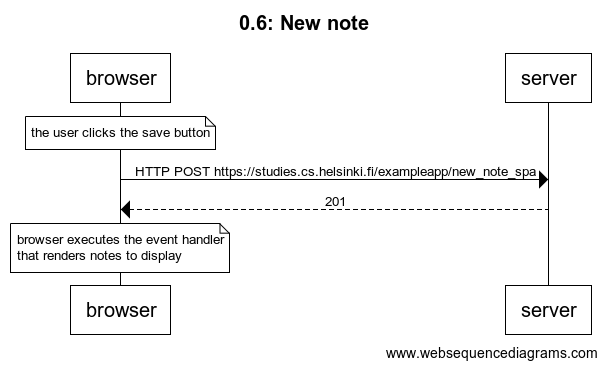 0.6: New note
browser
server
the user clicks the save button
HTTP POST https://studies.cs.helsinki.fi/exampleapp/new_note_spa
201
browser executes the event handler
that renders notes to display
browser
server
www.websequencediagrams.com